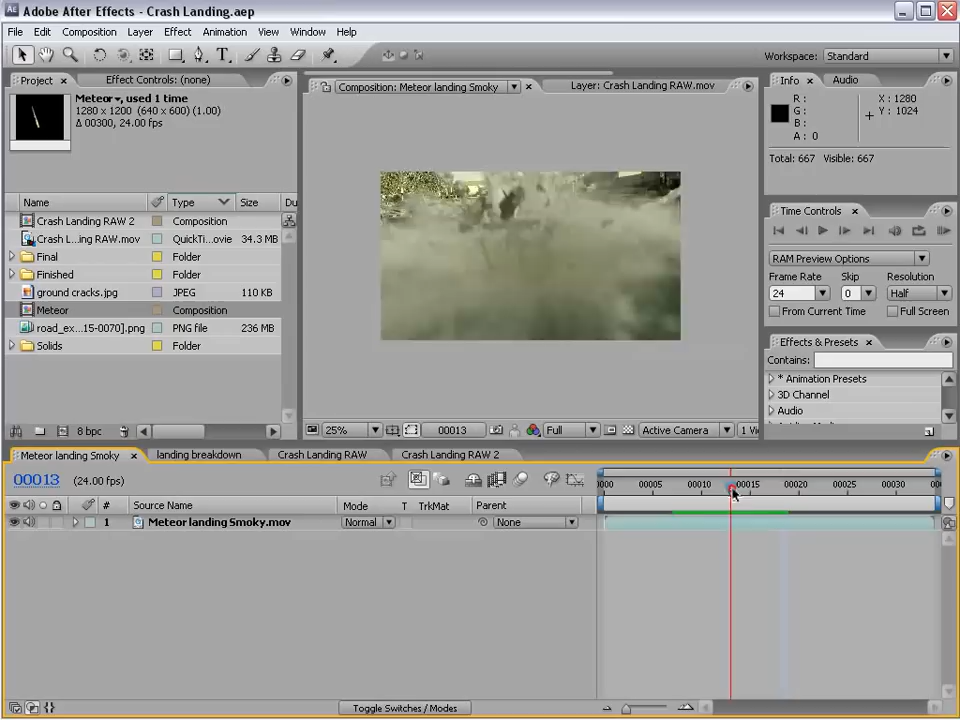 Adobe After Effects - Crash Landing.aep
File Edit Composition Layer Effect Animation View Window Help
Workspace: Standard
Project Effect Controls: (none)
Meteor, used 1 time
1280 x 1200 (640 x 600) (1.00)
Δ 00300, 24.00 fps
Name Type Size Du
Crash Landing RAW 2 Composition
Crash L...ing RAW.mov QuickTi...ovie 34.3 MB
Final Folder
Finished Folder
ground cracks.jpg JPEG 110 KB
Meteor Composition
road_ex...15-0070].png PNG file 236 MB
Solids Folder
8 bpc
Composition: Meteor landing Smoky Layer: Crash Landing RAW.mov
25% 00013 Full Active Camera 1 Vi
Info Audio
R : X : 1280
G : Y : 1024
B :
A : 0
Total: 667 Visible: 667
Time Controls
RAM Preview Options
Frame Rate Skip Resolution
24 0 Half
From Current Time Full Screen
Effects & Presets
Contains:
* Animation Presets
3D Channel
Audio
Meteor landing Smoky landing breakdown Crash Landing RAW Crash Landing RAW 2
00013 (24.00 fps)
0000 00005 00010 00015 00020 00025 00030 00
# Source Name Mode T TrkMat Parent
1 Meteor landing Smoky.mov Normal None
Toggle Switches / Modes